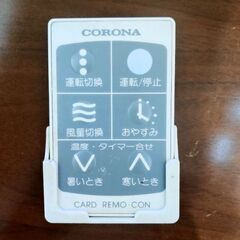 CORONA
運転切換 運転/停止
風量切換 おやすみ
温度・タイマー合せ
暑いとき 寒いとき
CARD REMO-CON